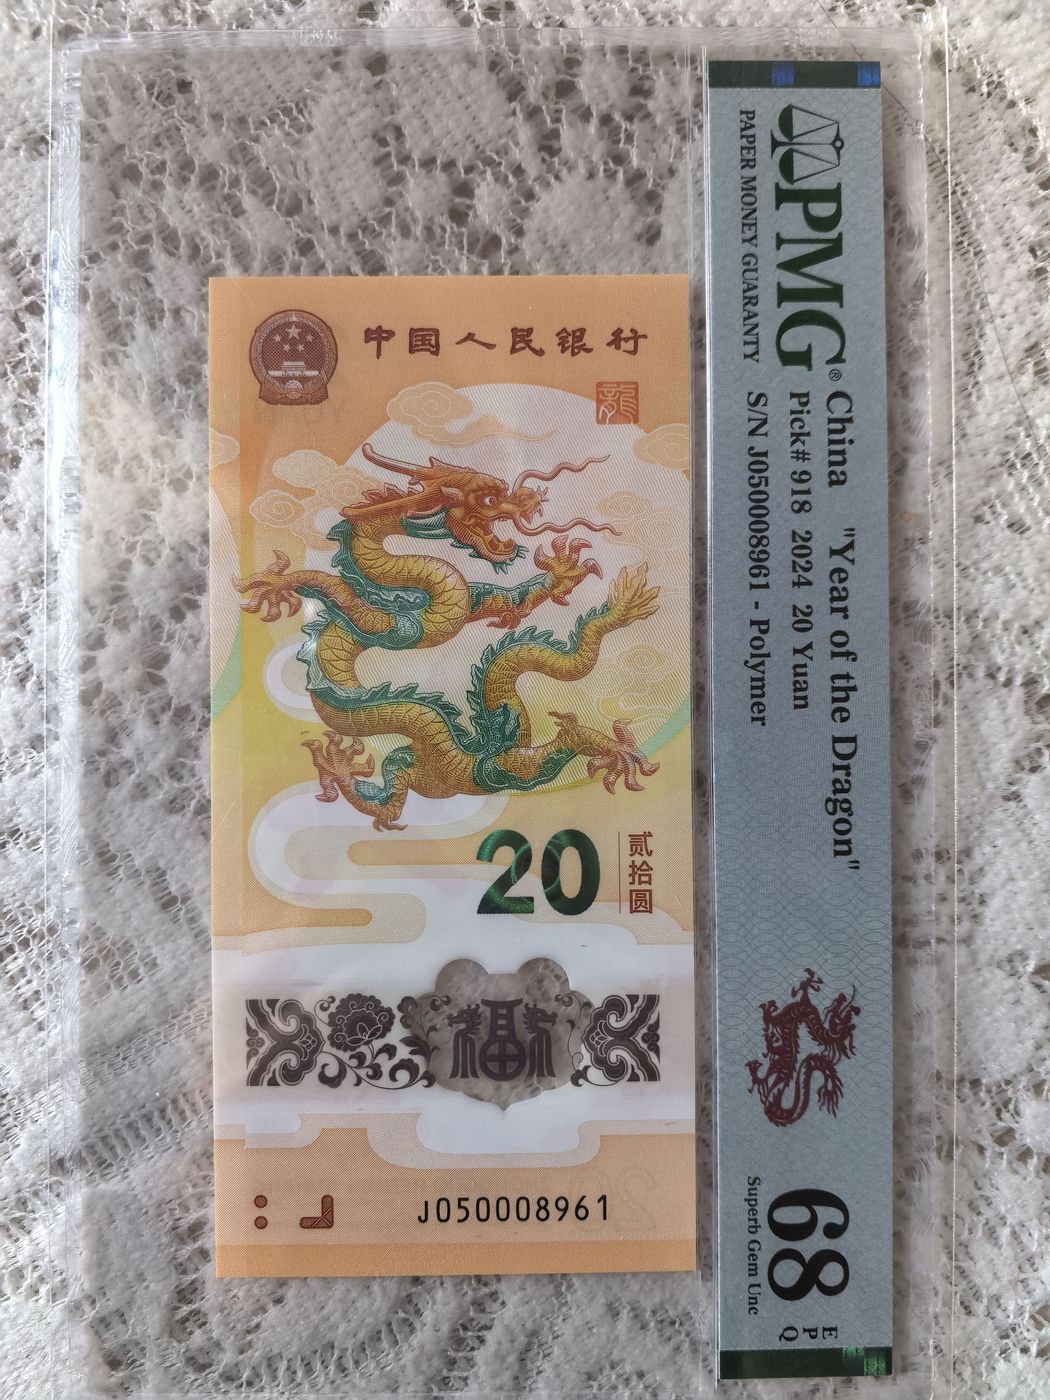 中国人民银行
龍
20
贰拾圆
福
J050008961
PMG®
PAPER MONEY GUARANTY
China "Year of the Dragon"
Pick# 918 2024 20 Yuan
S/N J050008961 - Polymer
68
EPQ
Superb Gem Unc